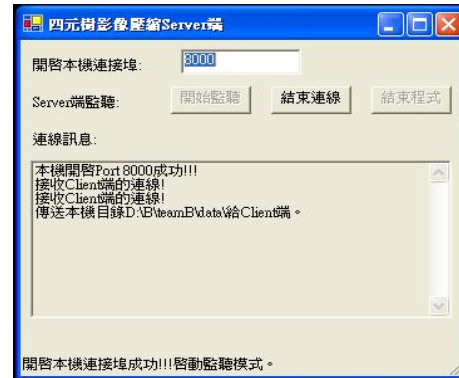 四元樹影像壓縮Server端
開啓本機連接埠: 8000
Server端監聽: 開始監聽 結束連線 結束程式
連線訊息:
本機開啓Port 8000成功!!!
接收Client端的連線!
接收Client端的連線!
傳送本機目錄D:\B\teamB\data\給Client端。
開啓本機連接埠成功!!!啓動監聽模式。